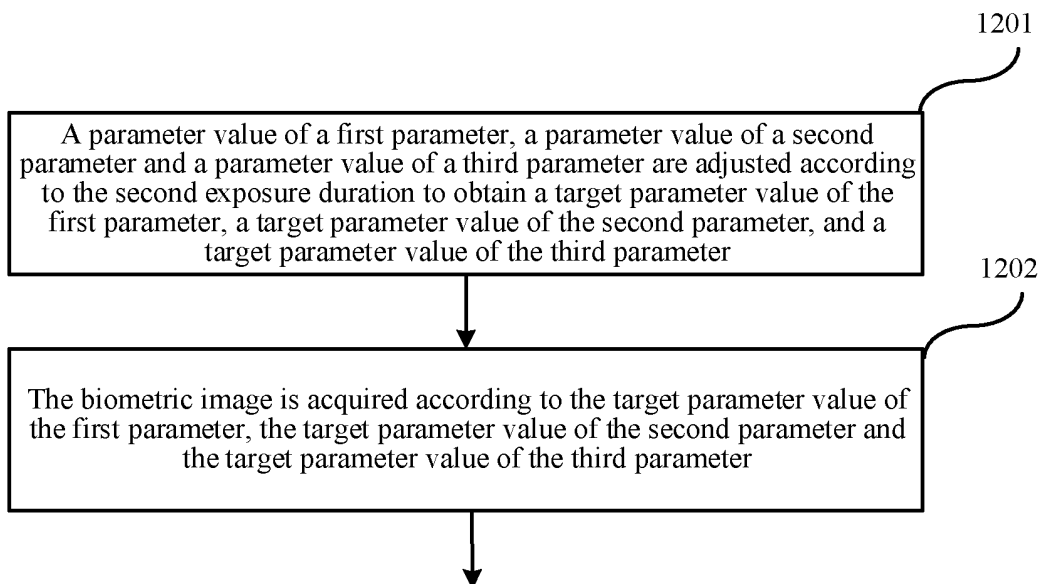 1201
A parameter value of a first parameter, a parameter value of a second
parameter and a parameter value of a third parameter are adjusted according
to the second exposure duration to obtain a target parameter value of the
first parameter, a target parameter value of the second parameter, and a
target parameter value of the third parameter
1202
The biometric image is acquired according to the target parameter value of
the first parameter, the target parameter value of the second parameter and
the target parameter value of the third parameter